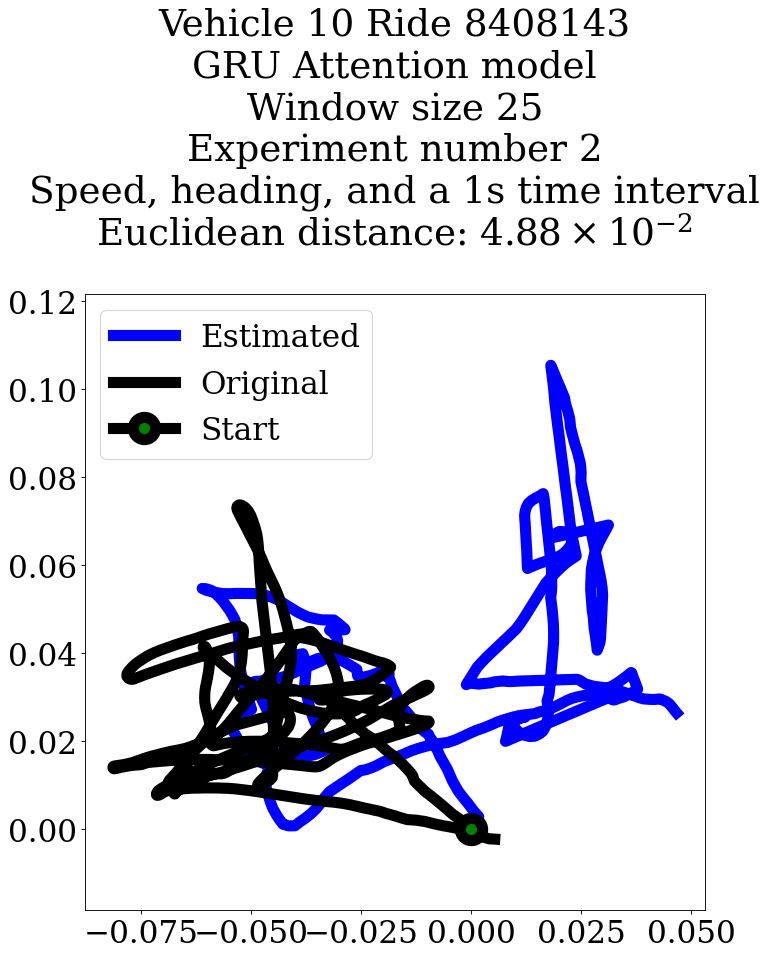 Vehicle 10 Ride 8408143
GRU Attention model
Window size 25
Experiment number 2
Speed, heading, and a 1s time interval
Euclidean distance: 4.88 × 10⁻²
0.12
0.10
0.08
0.06
0.04
0.02
0.00
Estimated
Original
Start
−0.075 −0.050 −0.025 0.000 0.025 0.050